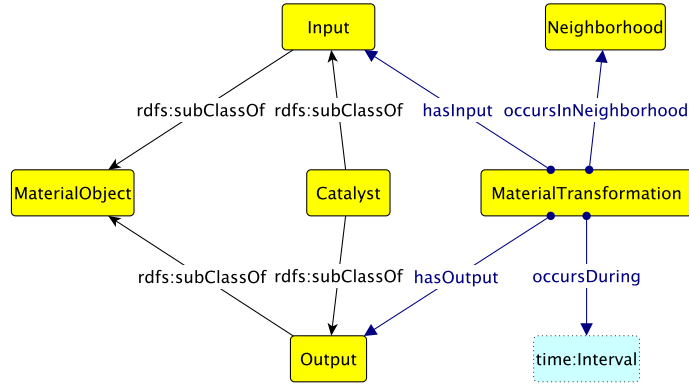 Input
Neighborhood
rdfs:subClassOf
rdfs:subClassOf
hasInput
occursInNeighborhood
MaterialObject
Catalyst
MaterialTransformation
rdfs:subClassOf
rdfs:subClassOf
hasOutput
occursDuring
Output
time:Interval